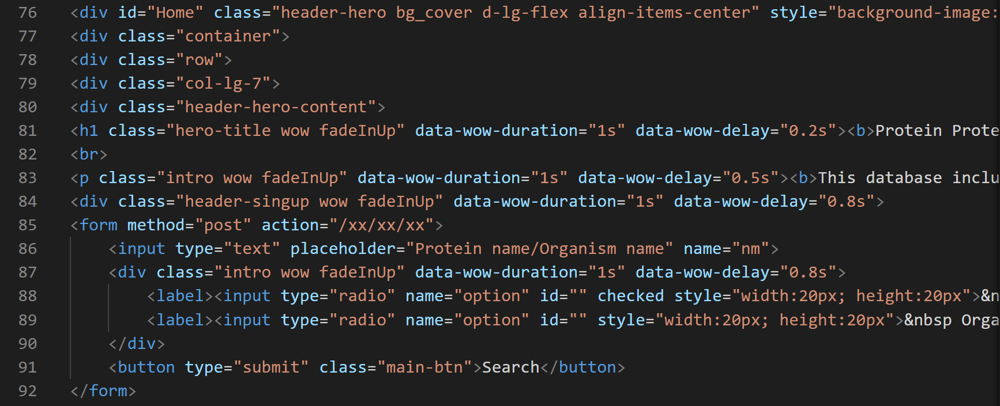 76 <div id="Home" class="header-hero bg_cover d-lg-flex align-items-center" style="background-image:
77 <div class="container">
78 <div class="row">
79 <div class="col-lg-7">
80 <div class="header-hero-content">
81 <h1 class="hero-title wow fadeInUp" data-wow-duration="1s" data-wow-delay="0.2s"><b>Protein Prote
82 <br>
83 <p class="intro wow fadeInUp" data-wow-duration="1s" data-wow-delay="0.5s"><b>This database inclu
84 <div class="header-singup wow fadeInUp" data-wow-duration="1s" data-wow-delay="0.8s">
85 <form method="post" action="/xx/xx/xx">
86 <input type="text" placeholder="Protein name/Organism name" name="nm">
87 <div class="intro wow fadeInUp" data-wow-duration="1s" data-wow-delay="0.8s">
88 <label><input type="radio" name="option" id="" checked style="width:20px; height:20px">&n
89 <label><input type="radio" name="option" id="" style="width:20px; height:20px">&nbsp Orga
90 </div>
91 <button type="submit" class="main-btn">Search</button>
92 </form>